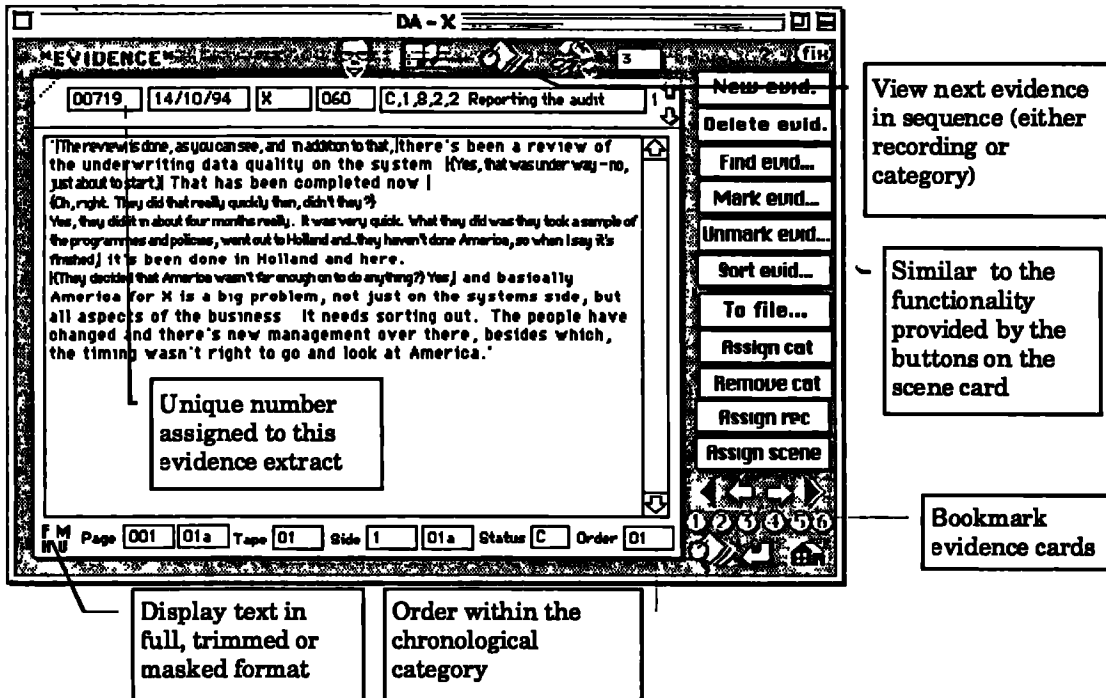 DA - X
"EVIDENCE"
3
fix
00719 14/10/94 X 060 C,1,8,2,2 Reporting the audit 1
"|The review is done, as you can see, and in addition to that,|there's been a review of
the underwriting data quality on the system |{(Yes, that was under way - no,
just about to start.)| That has been completed now |
{Oh, right. They did that really quickly then, didn't they?}
Yes, they did it in about four months really. It was very quick. What they did was they took a sample of
the programmes and policies, went out to Holland and..they haven't done America, so when I say it's
finished,| it's been done in Holland and here.
|{(They decided that America wasn't far enough on to do anything?) Yes,| and basically
America for X is a big problem, not just on the systems side, but
all aspects of the business It needs sorting out. The people have
changed and there's new management over there, besides which,
the timing wasn't right to go and look at America."
New evid.
Delete evid.
Find evid...
Mark evid...
Unmark evid...
Sort evid...
To file...
Assign cat
Remove cat
Assign rec
Assign scene
1 2 3 4 5 6
F M
Page 001 01a Tape 01 Side 1 01a Status C Order 01
View next evidence
in sequence (either
recording or
category)
Similar to the
functionality
provided by the
buttons on the
scene card
Bookmark
evidence cards
Unique number
assigned to this
evidence extract
Display text in
full, trimmed or
masked format
Order within the
chronological
category